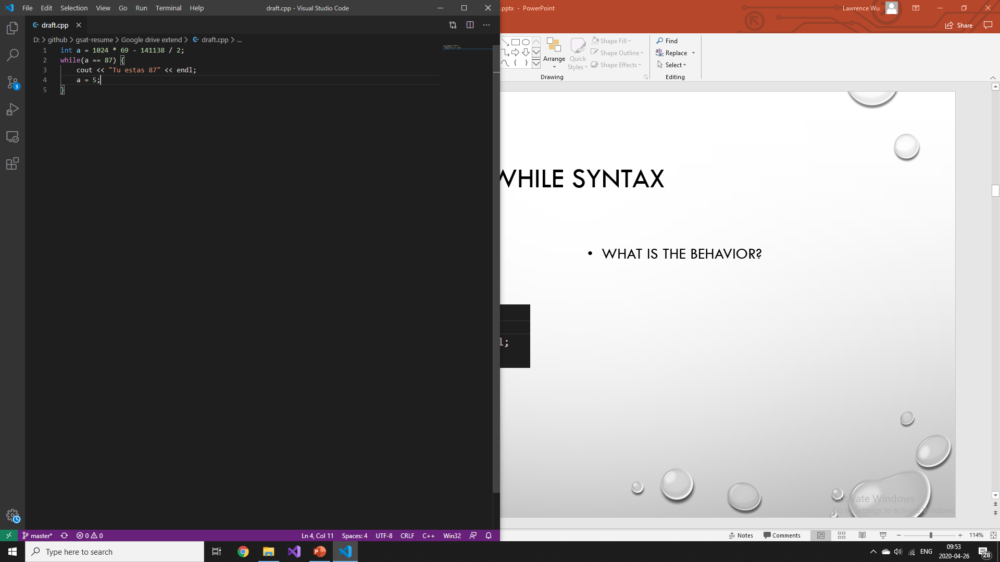 File Edit Selection View Go Run Terminal Help
draft.cpp - Visual Studio Code
draft.cpp
D: > github > gsat-resume > Google drive extend > draft.cpp > ...
1 int a = 1024 * 69 - 141138 / 2;
2 while(a == 87) {
3 cout << "Tu estas 87" << endl;
4 a = 5;
5 }
3
master*
0 0
Ln 4, Col 11
Spaces: 4
UTF-8
CRLF
C++
Win32
.pptx - PowerPoint
Lawrence Wu
Share
Arrange
Quick Styles
Shape Fill
Shape Outline
Shape Effects
Drawing
Find
Replace
Select
Editing
WHILE SYNTAX
• WHAT IS THE BEHAVIOR?
l;
Activate Windows
Go to Settings to activate Windows.
Notes
Comments
114%
Type here to search
ENG
09:53
2020-04-26
28